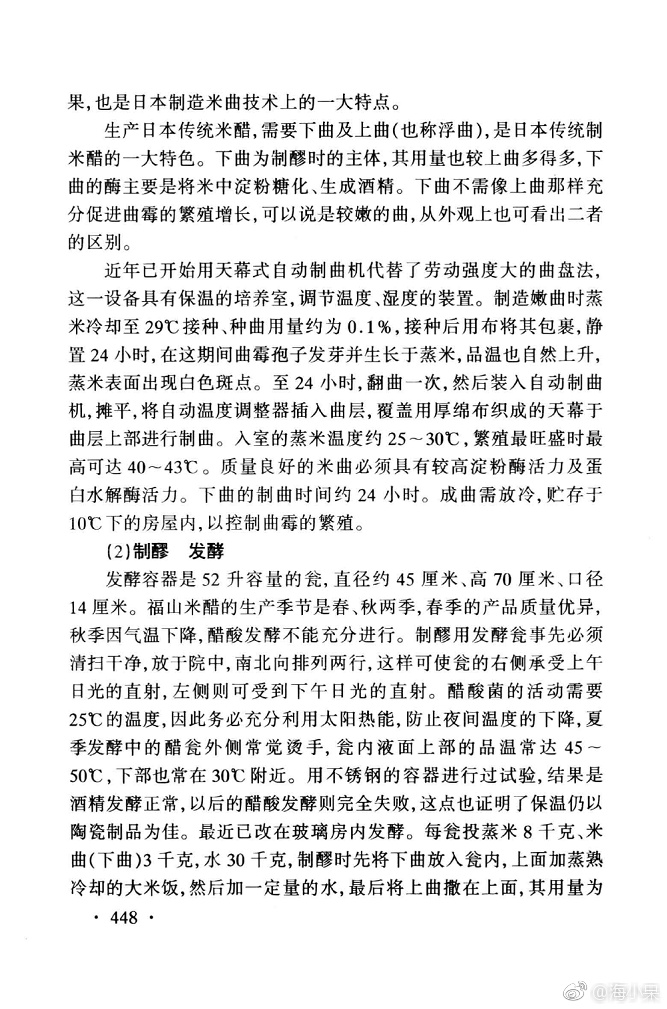 果,也是日本制造米曲技术上的一大特点。
生产日本传统米醋,需要下曲及上曲(也称浮曲),是日本传统制
米醋的一大特色。下曲为制醪时的主体,其用量也较上曲多得多,下
曲的酶主要是将米中淀粉糖化、生成酒精。下曲不需像上曲那样充
分促进曲霉的繁殖增长,可以说是较嫩的曲,从外观上也可看出二者
的区别。
近年已开始用天幕式自动制曲机代替了劳动强度大的曲盘法,
这一设备具有保温的培养室,调节温度、湿度的装置。制造嫩曲时蒸
米冷却至29℃接种、种曲用量约为0.1%,接种后用布将其包裹,静
置24小时,在这期间曲霉孢子发芽并生长于蒸米,品温也自然上升,
蒸米表面出现白色斑点。至24小时,翻曲一次,然后装入自动制曲
机,摊平,将自动温度调整器插入曲层,覆盖用厚绵布织成的天幕于
曲层上部进行制曲。入室的蒸米温度约25~30℃,繁殖最旺盛时最
高可达40~43℃。质量良好的米曲必须具有较高淀粉酶活力及蛋
白水解酶活力。下曲的制曲时间约24小时。成曲需放冷,贮存于
10℃下的房屋内,以控制曲霉的繁殖。
(2)制醪 发酵
发酵容器是52升容量的瓮,直径约45厘米、高70厘米、口径
14厘米。福山米醋的生产季节是春、秋两季,春季的产品质量优异,
秋季因气温下降,醋酸发酵不能充分进行。制醪用发酵瓮事先必须
清扫干净,放于院中,南北向排列两行,这样可使瓮的右侧承受上午
日光的直射,左侧则可受到下午日光的直射。醋酸菌的活动需要
25℃的温度,因此务必充分利用太阳热能,防止夜间温度的下降,夏
季发酵中的醋瓮外侧常觉烫手,瓮内液面上部的品温常达45~
50℃,下部也常在30℃附近。用不锈钢的容器进行过试验,结果是
酒精发酵正常,以后的醋酸发酵则完全失败,这点也证明了保温仍以
陶瓷制品为佳。最近已改在玻璃房内发酵。每瓮投蒸米8千克、米
曲(下曲)3千克,水30千克,制醪时先将下曲放入瓮内,上面加蒸熟
冷却的大米饭,然后加一定量的水,最后将上曲撒在上面,其用量为
·448·
@海小呆